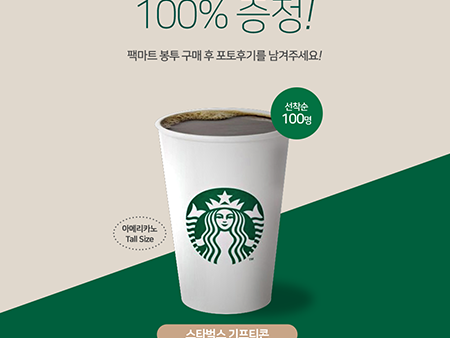 100% 증정!
팩마트 봉투 구매 후 포토후기를 남겨주세요!
선착순
100명
아메리카노
Tall Size
TM
스타벅스 기프티콘